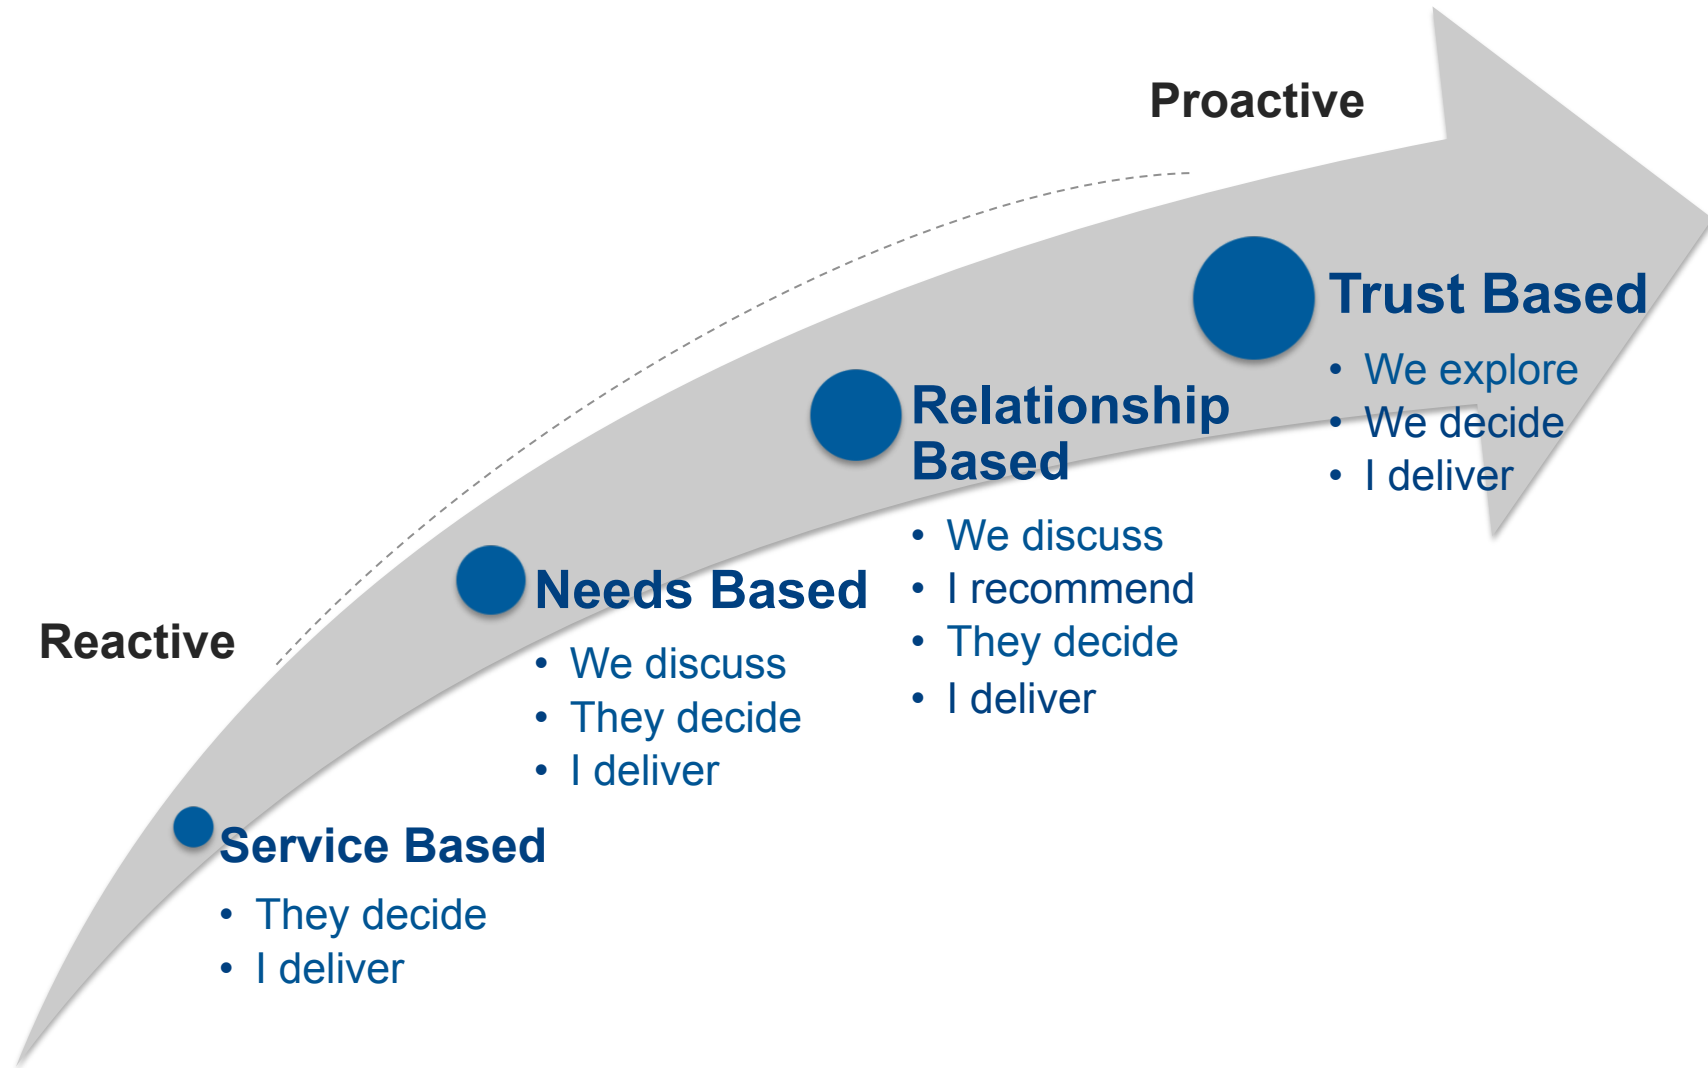 Proactive
Reactive
Service Based
• They decide
• I deliver
Needs Based
• We discuss
• They decide
• I deliver
Relationship
Based
• We discuss
• I recommend
• They decide
• I deliver
Trust Based
• We explore
• We decide
• I deliver